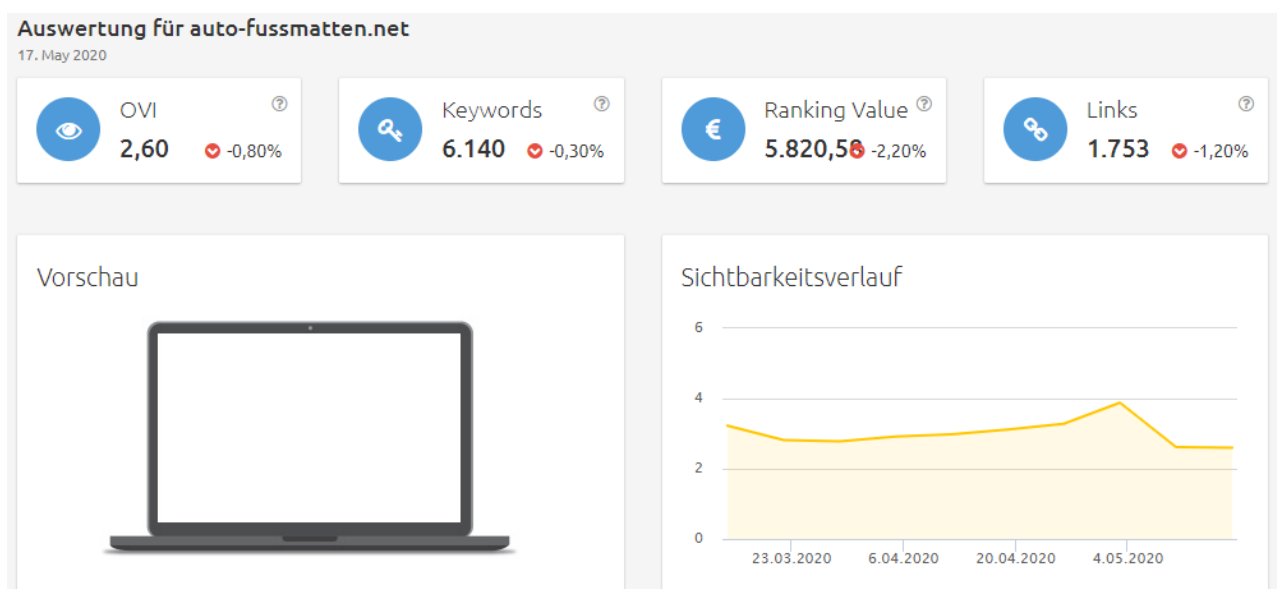 Auswertung für auto-fussmatten.net
17. May 2020
OVI
2,60 -0,80%
Keywords
6.140 -0,30%
Ranking Value
5.820,58 -2,20%
Links
1.753 -1,20%
Vorschau
Sichtbarkeitsverlauf
6
4
2
0
23.03.2020 6.04.2020 20.04.2020 4.05.2020